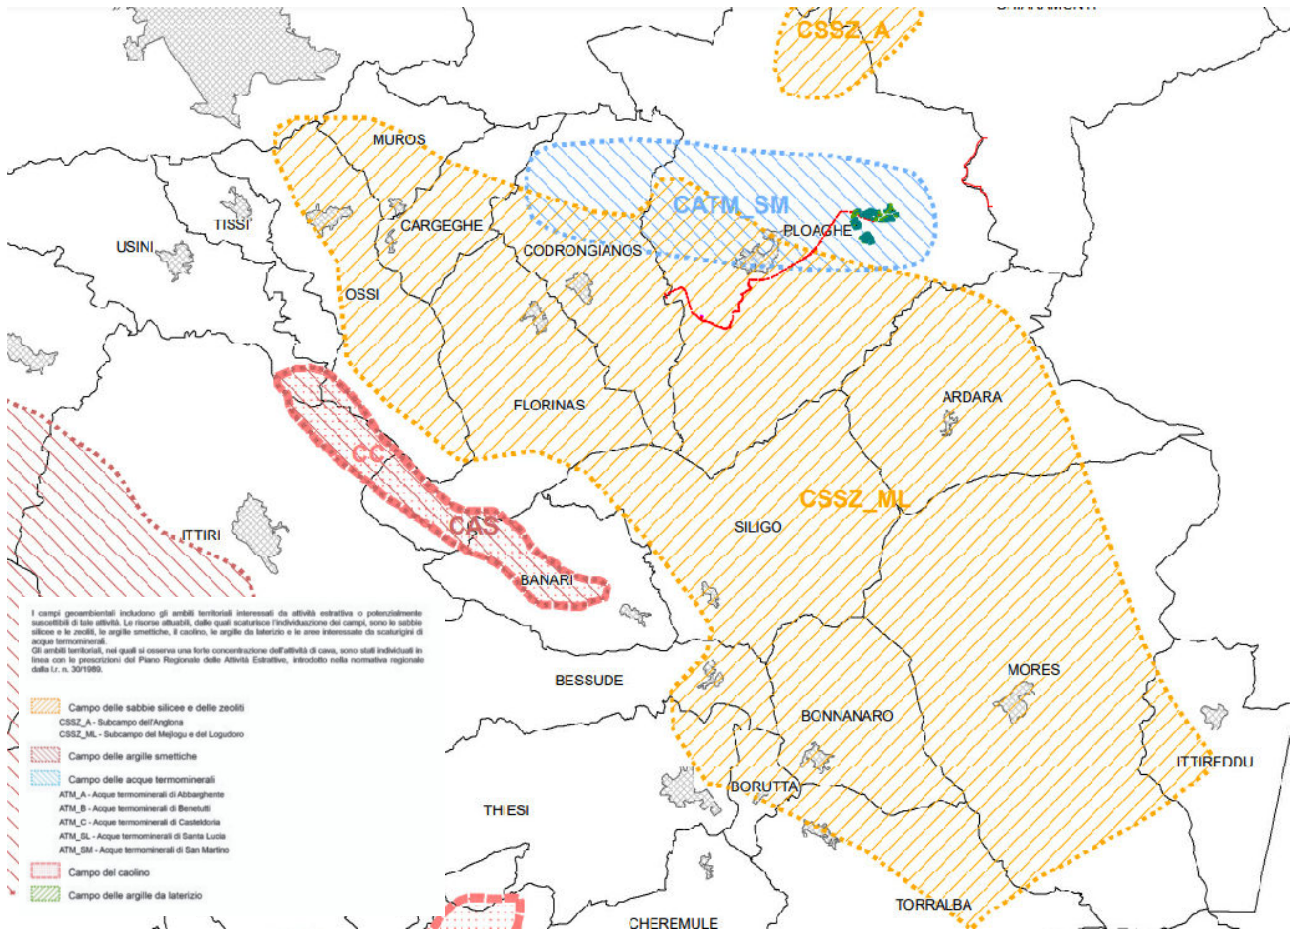 CSSZ_A
MUROS
CATM_SM
TISSI
CARGEGHE
PLOAGHE
USINI
CODRONGIANOS
OSSI
ARDARA
FLORINAS
CC
CSSZ_ML
CAS
SILIGO
ITTIRI
BANARI
I campi geoambientali includono gli ambiti territoriali interessati da attività estrattiva o potenzialmente
suscettibili di tale attività. Le risorse attuabili, dalle quali scaturisce l'individuazione dei campi, sono le sabbie
silicee e le zeoliti, le argille smettiche, il caolino, le argille da laterizio e le aree interessate da scaturigini di
acque termominerali.
Gli ambiti territoriali, nei quali si osserva una forte concentrazione dell'attività di cava, sono stati individuati in
linea con le prescrizioni del Piano Regionale delle Attività Estrattive, introdotto nella normativa regionale
dalla l.r. n. 30/1989.
MORES
BESSUDE
Campo delle sabbie silicee e delle zeoliti
CSSZ_A - Subcampo dell'Anglona
CSSZ_ML - Subcampo del Mejlogu e del Logudoro
BONNANARO
Campo delle argille smettiche
ITTIREDDU
Campo delle acque termominerali
BORUTTA
ATM_A - Acque termominerali di Abbarghente
ATM_B - Acque termominerali di Benetutti
THIESI
ATM_C - Acque termominerali di Casteldoria
ATM_SL - Acque termominerali di Santa Lucia
ATM_SM - Acque termominerali di San Martino
Campo del caolino
Campo delle argille da laterizio
TORRALBA
CHEREMULE